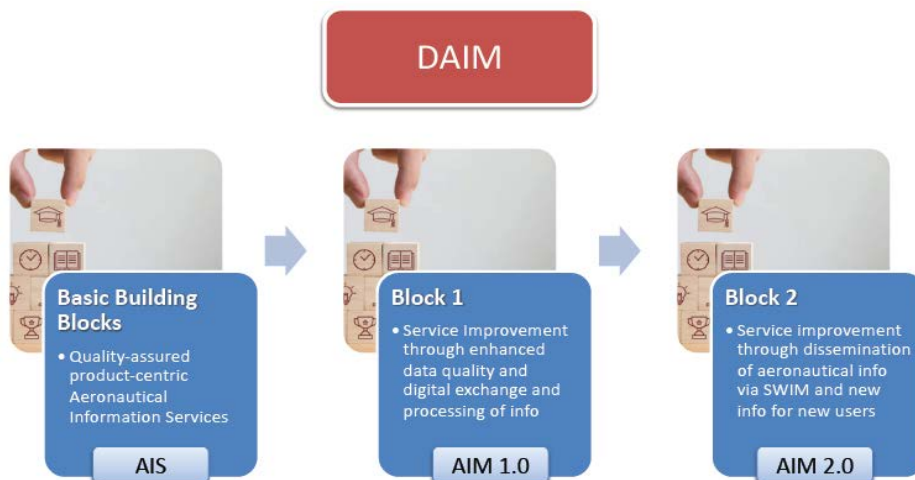 DAIM
Basic Building
Blocks
• Quality-assured
product-centric
Aeronautical
Information Services
AIS
Block 1
• Service Improvement
through enhanced
data quality and
digital exchange and
processing of info
AIM 1.0
Block 2
• Service improvement
through dissemination
of aeronautical info
via SWIM and new
info for new users
AIM 2.0